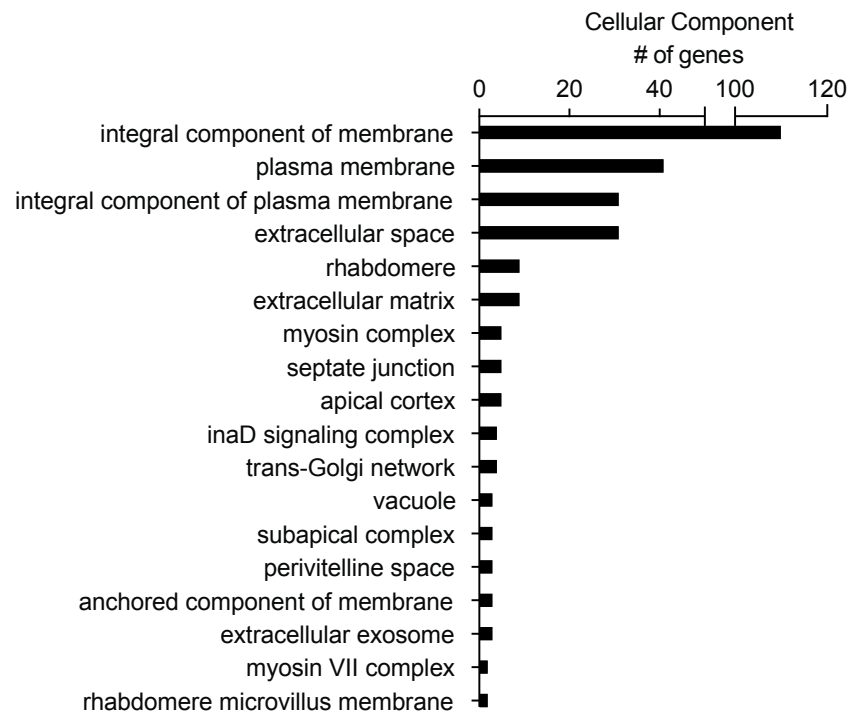 Cellular Component
# of genes
0 20 40 100 120
integral component of membrane
plasma membrane
integral component of plasma membrane
extracellular space
rhabdomere
extracellular matrix
myosin complex
septate junction
apical cortex
inaD signaling complex
trans-Golgi network
vacuole
subapical complex
perivitelline space
anchored component of membrane
extracellular exosome
myosin VII complex
rhabdomere microvillus membrane